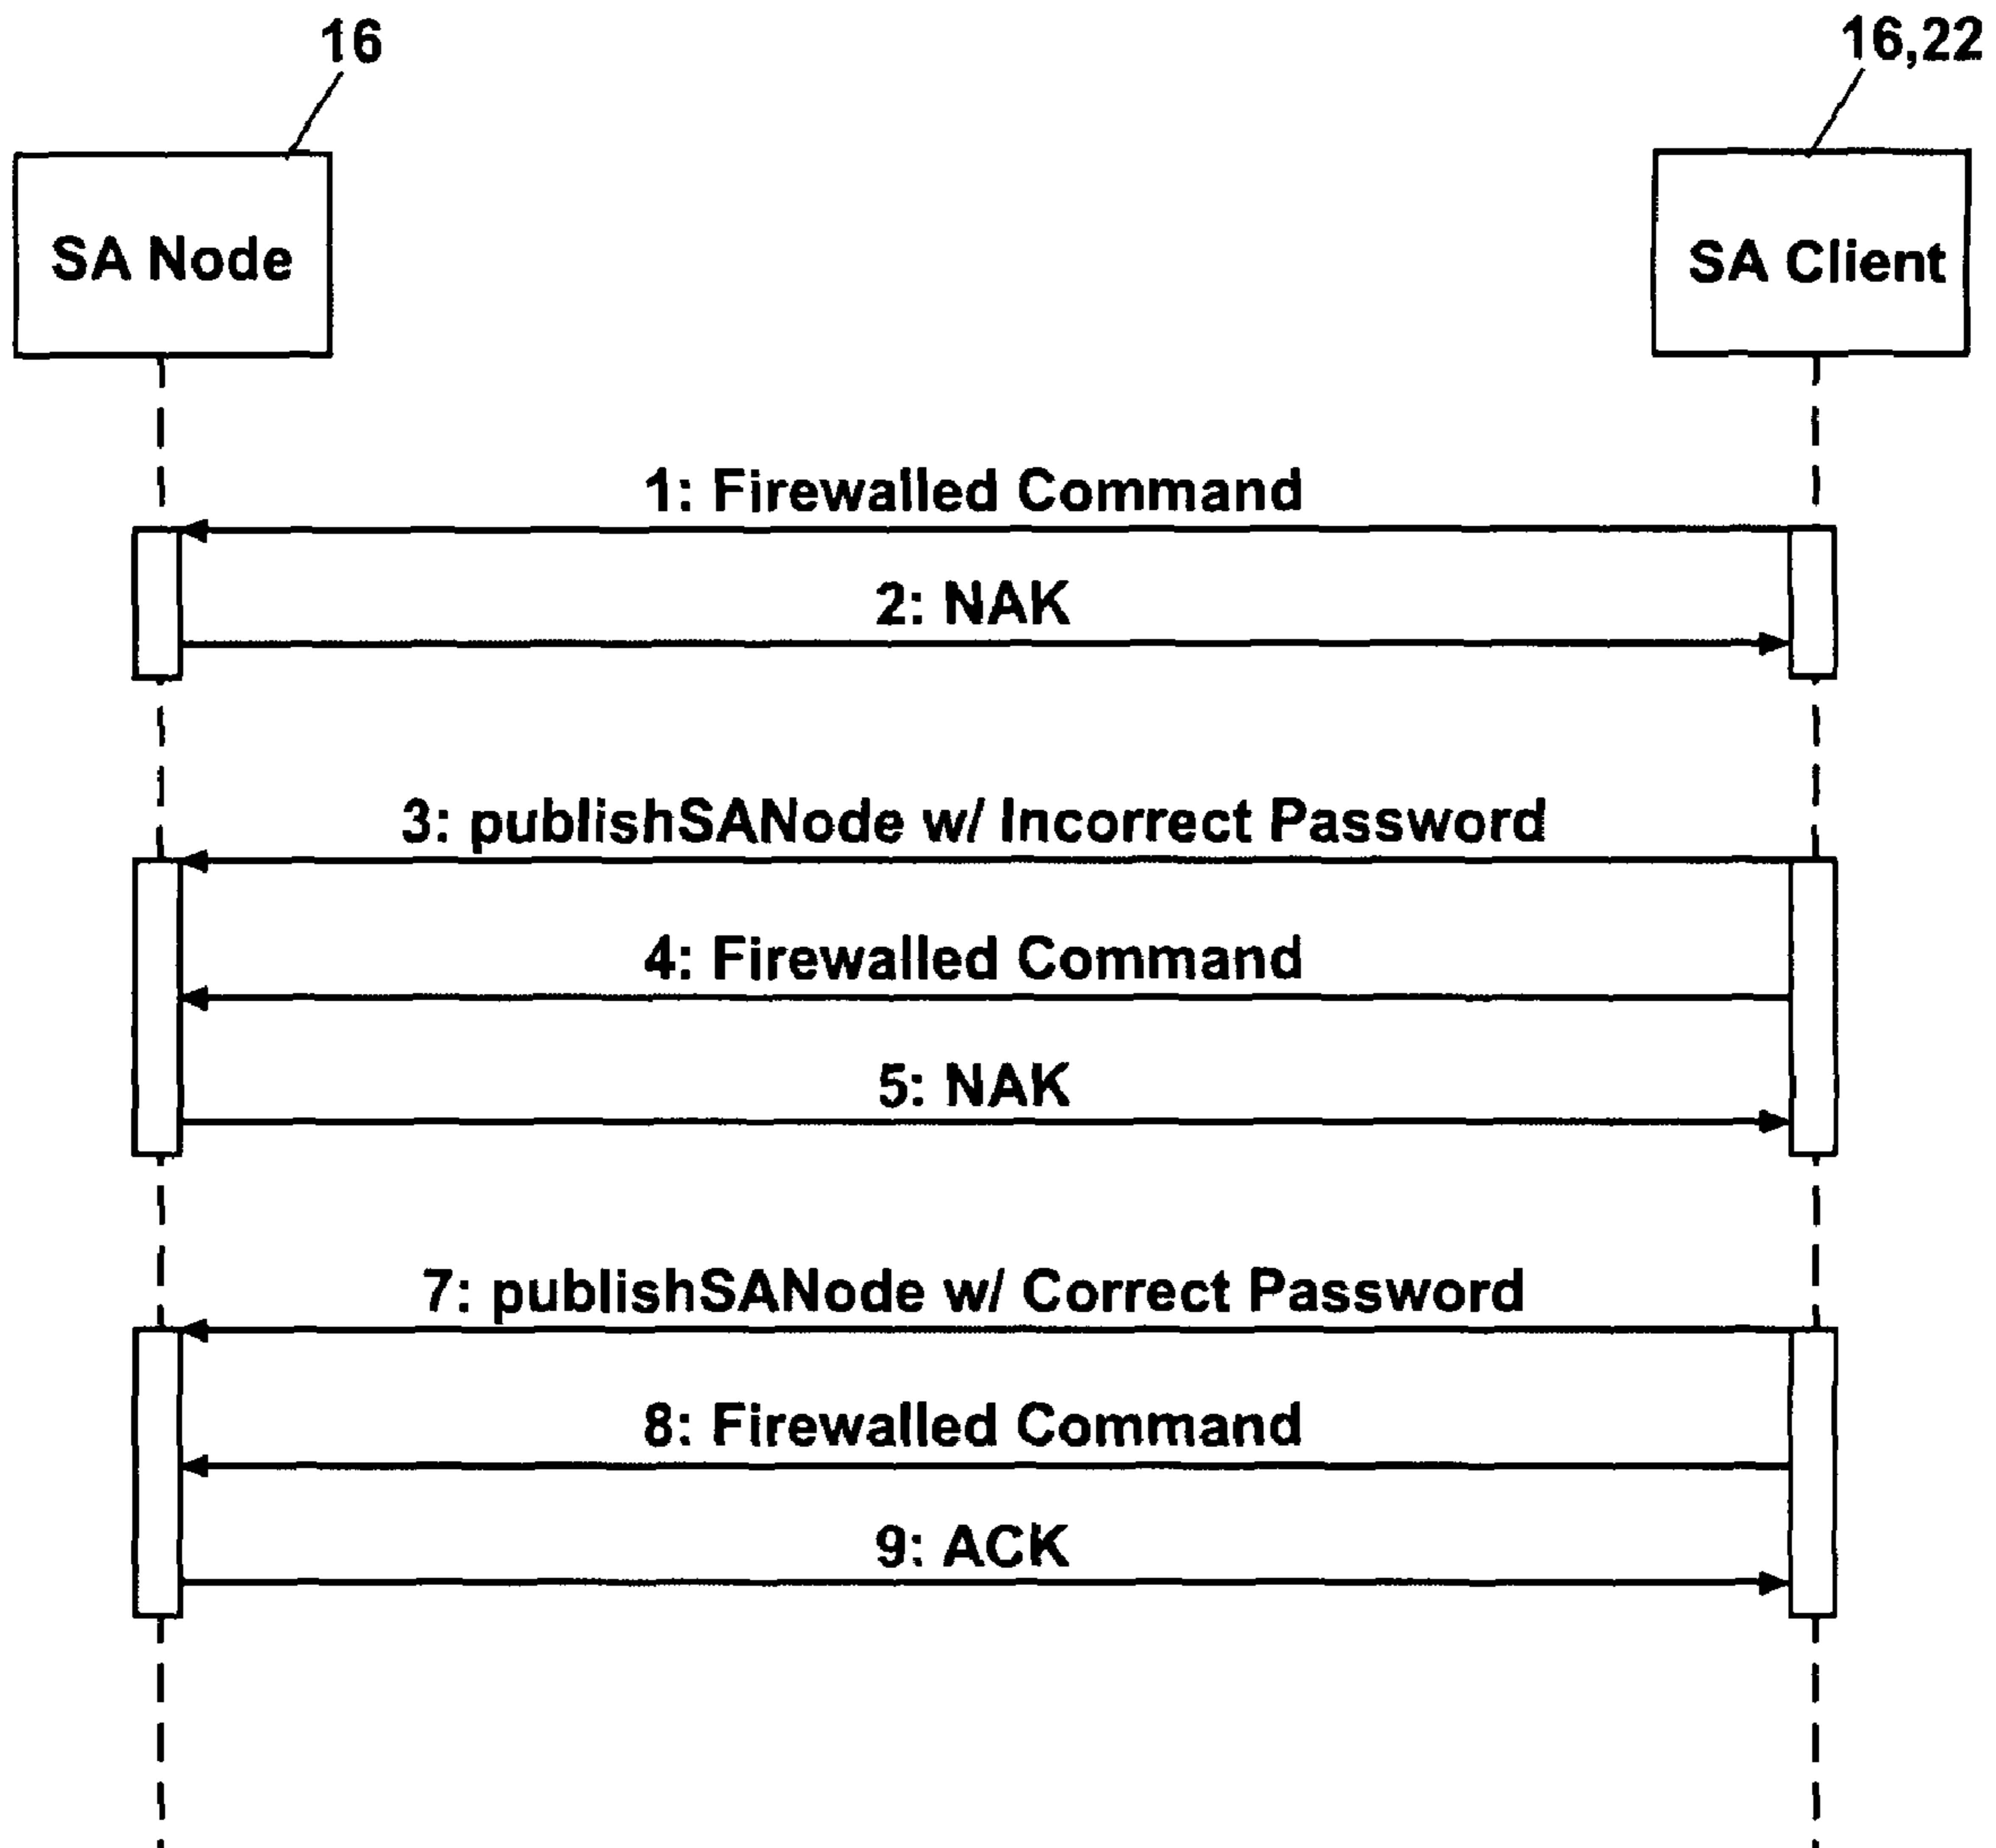 16
16,22
SA Node
SA Client
1: Firewalled Command
2: NAK
3: publishSANode w/ Incorrect Password
4: Firewalled Command
5: NAK
7: publishSANode w/ Correct Password
8: Firewalled Command
9: ACK